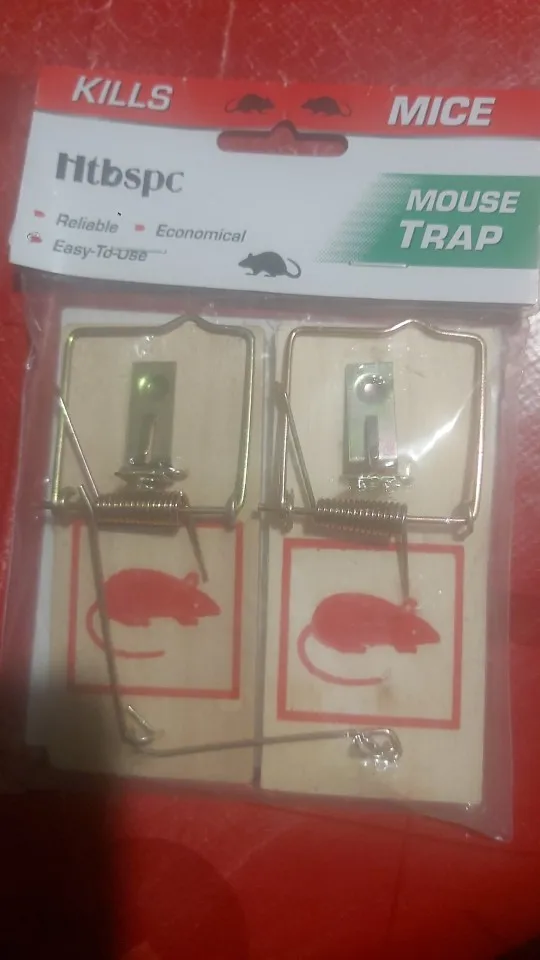 KILLS MICE
Htbspc
Reliable Economical
Easy-To-Use
MOUSE
TRAP